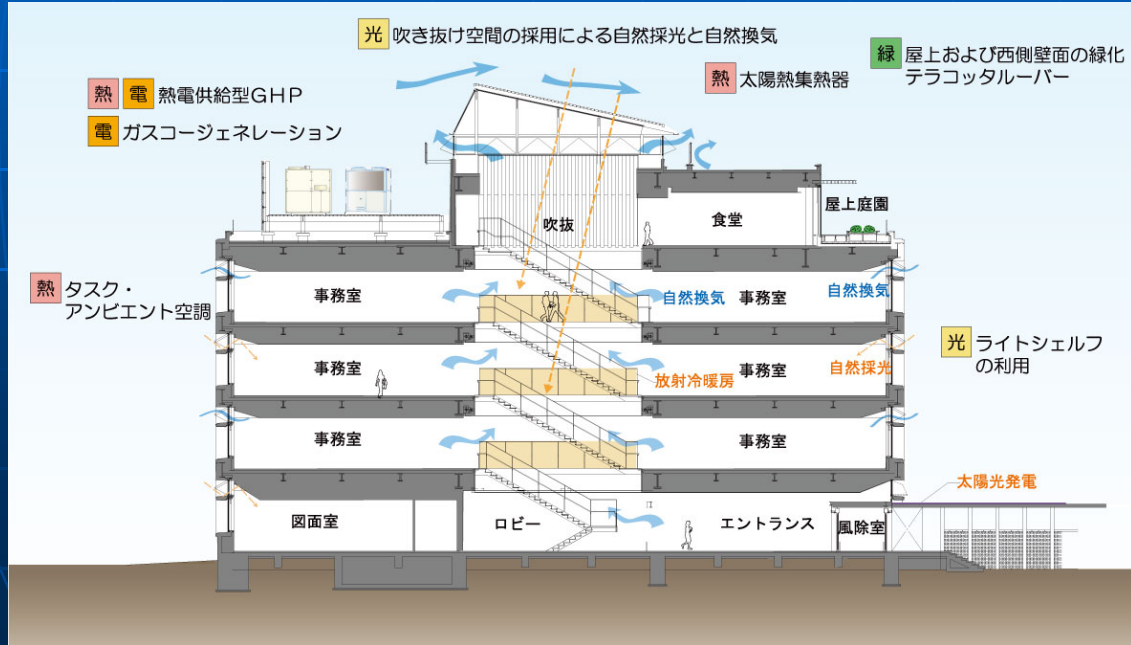 光 吹き抜け空間の採用による自然採光と自然換気
緑 屋上および西側壁面の緑化
テラコッタルーバー
熱 電 熱電供給型GHP
熱 太陽熱集熱器
電 ガスコージェネレーション
吹抜
食堂
屋上庭園
熱 タスク・
アンビエント空調
事務室
自然換気
事務室
自然換気
光 ライトシェルフ
の利用
事務室
放射冷暖房
事務室
自然採光
事務室
事務室
太陽光発電
図面室
ロビー
エントランス
風除室